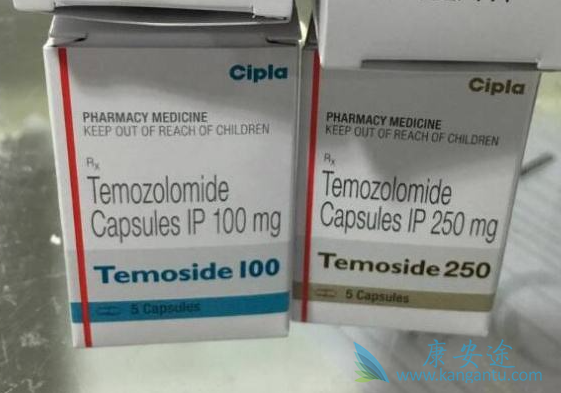 Cipla
PHARMACY MEDICINE
KEEP OUT OF REACH OF CHILDREN
Rx
Temozolomide
Capsules IP 100 mg
Temoside 100
5 Capsules
Cipla
PHARMACY MEDICINE
KEEP OUT OF REACH OF CHILDREN
Rx
Temozolomide
Capsules IP 250 mg
Temoside 250
5 Capsules
康安途
www.kangantu.com